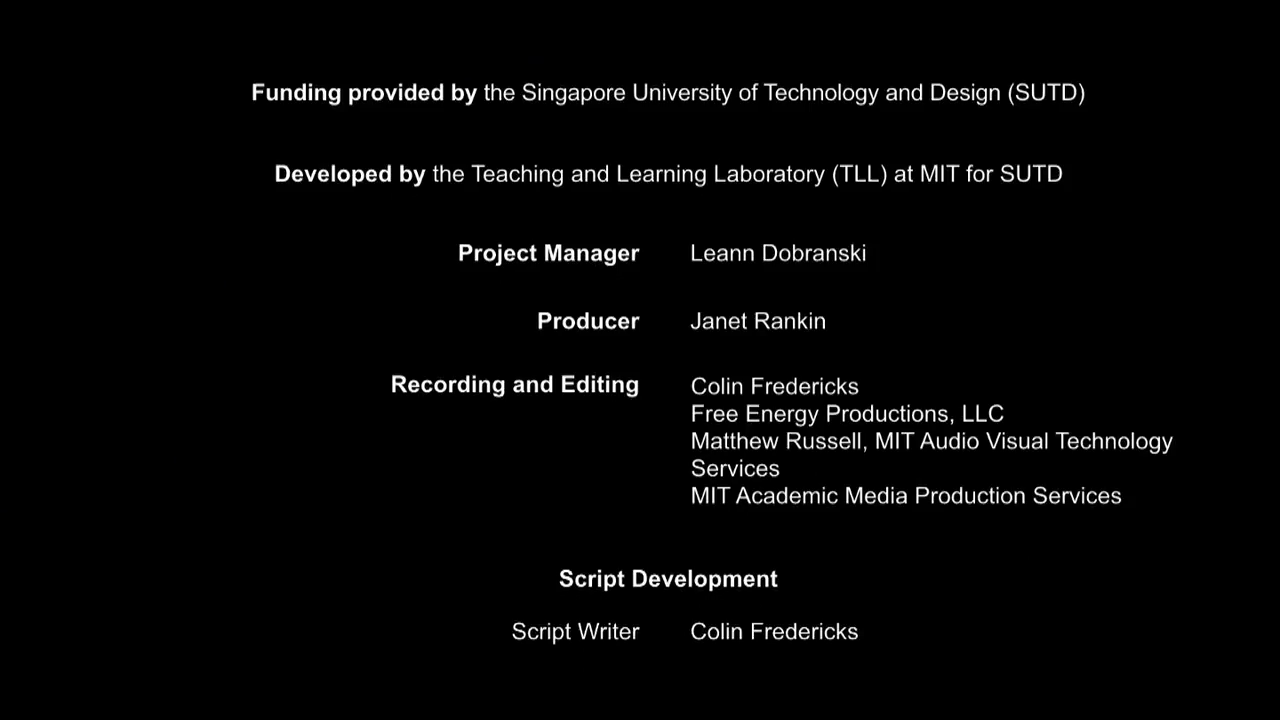 Funding provided by the Singapore University of Technology and Design (SUTD)
Developed by the Teaching and Learning Laboratory (TLL) at MIT for SUTD
Project Manager Leann Dobranski
Producer Janet Rankin
Recording and Editing Colin Fredericks
Free Energy Productions, LLC
Matthew Russell, MIT Audio Visual Technology
Services
MIT Academic Media Production Services
Script Development
Script Writer Colin Fredericks